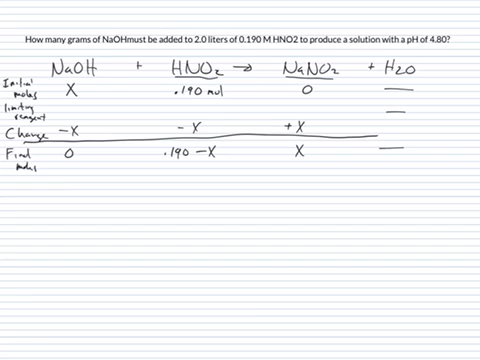 How many grams of NaOHmust be added to 2.0 liters of 0.190 M HNO2 to produce a solution with a pH of 4.80?
NaOH + HNO2 → NaNO2 + H2O
Initial moles X .190 mol 0 —
limiting reagent —
Change -X - X + X
Final moles 0 .190 - X X —